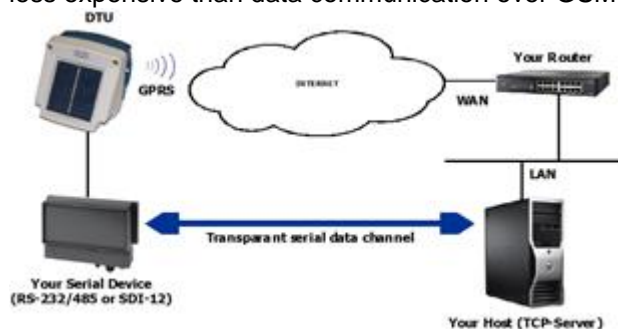 less expensive than data communication over GSM
DTU
GPRS
INTERNET
Your Router
WAN
LAN
Transparant serial data channel
Your Serial Device
(RS-232/485 or SDI-12)
Your Host (TCP-Server)